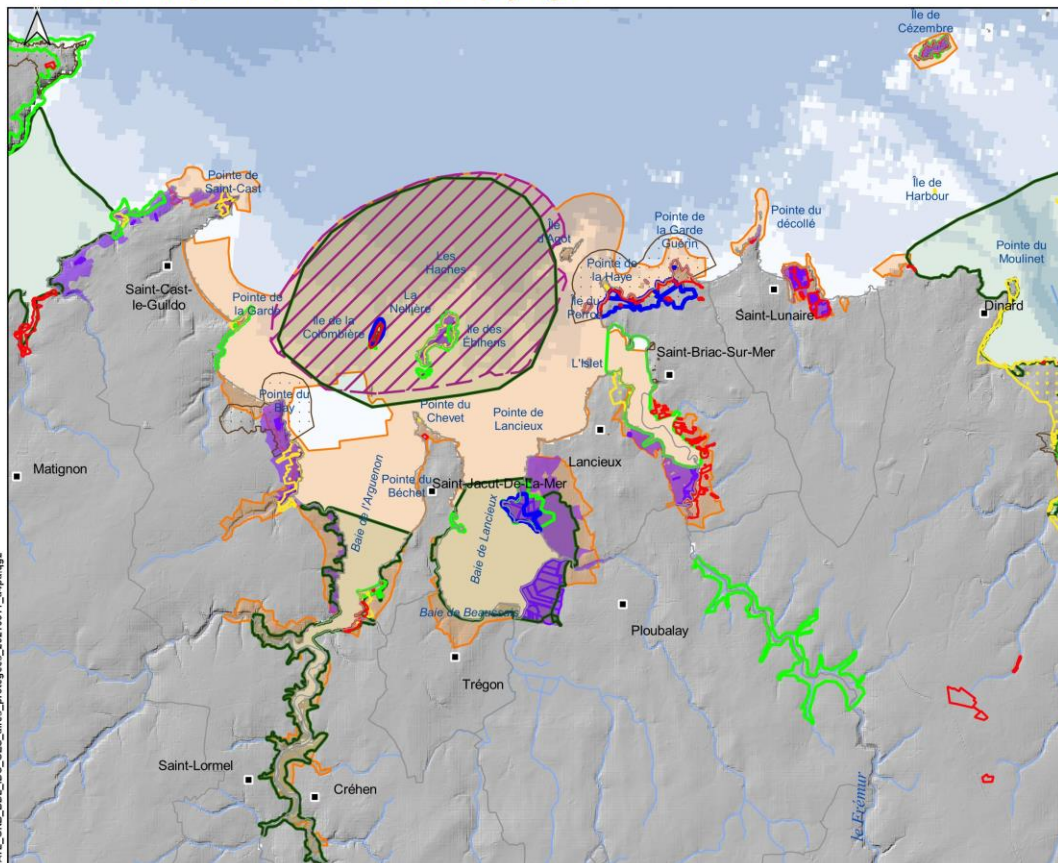 Île de
Cézembre
Pointe de
Saint-Cast
Île de
Harbour
Île
d'Agot
Pointe de
la Garde
Guérin
Pointe du
décollé
Pointe du
Moulinet
Les
Haches
Pointe de
la Haye
Saint-Cast-
le-Guildo
La
Nellière
Pointe de
la Garde
Île du
Perron
Saint-Lunaire
Dinard
Île de la
Colombière
Île des
Ebihens
L'Islet
Saint-Briac-Sur-Mer
Pointe du
Bay
Pointe du
Chevet
Pointe de
Lancieux
Matignon
Lancieux
Pointe du
Béchet
Saint-Jacut-De-La-Mer
Baie de l'Arguenon
Baie de Lancieux
Baie de Beaussais
Ploubalay
Trégon
Saint-Lormel
Créhen
le Frémur